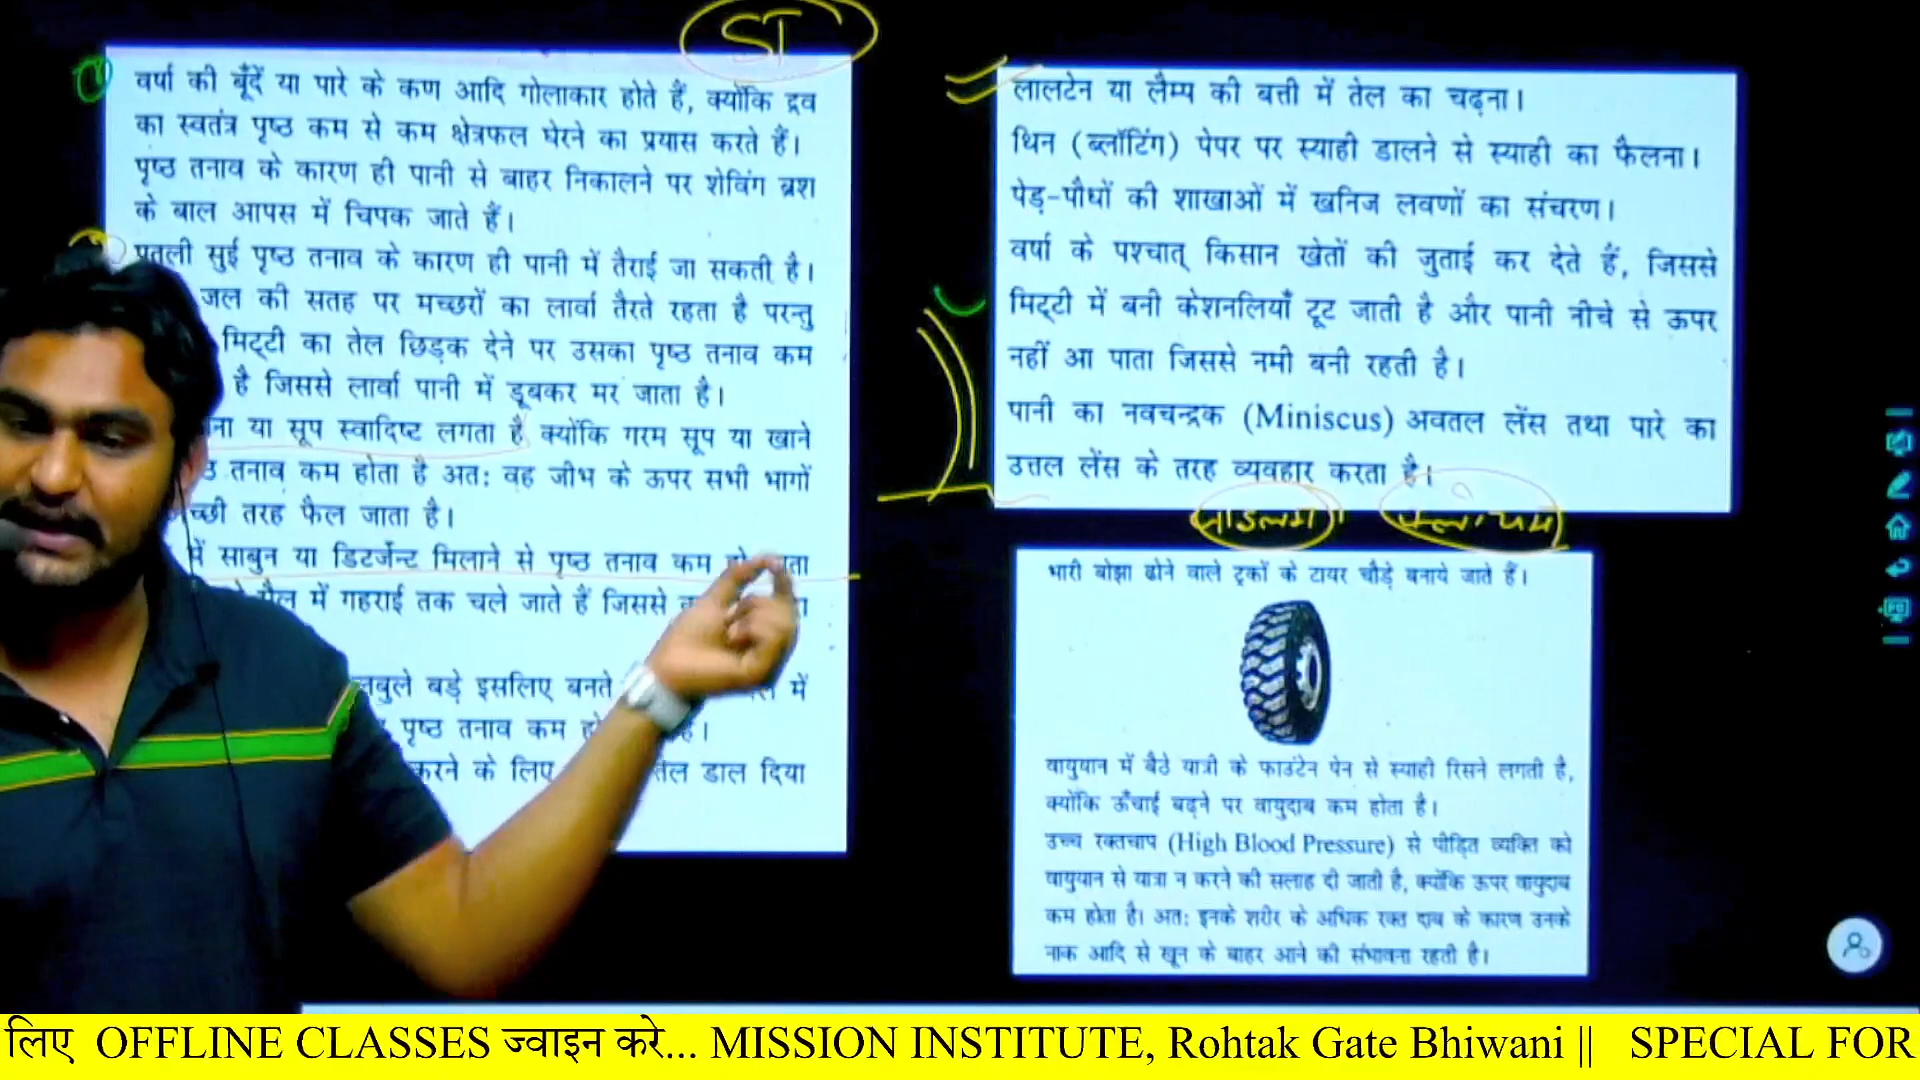 ST
वर्षा की बूँदें या पारे के कण आदि गोलाकार होते हैं, क्योंकि द्रव
का स्वतंत्र पृष्ठ कम से कम क्षेत्रफल घेरने का प्रयास करते हैं।
पृष्ठ तनाव के कारण ही पानी से बाहर निकालने पर शेविंग ब्रश
के बाल आपस में चिपक जाते हैं।
पतली सुई पृष्ठ तनाव के कारण ही पानी में तैराई जा सकती है।
जल की सतह पर मच्छरों का लार्वा तैरते रहता है परन्तु
मिट्टी का तेल छिड़क देने पर उसका पृष्ठ तनाव कम
है जिससे लार्वा पानी में डूबकर मर जाता है।
या सूप स्वादिष्ट लगता है क्योंकि गरम सूप या खाने
तनाव कम होता है अतः वह जीभ के ऊपर सभी भागों
तरह फैल जाता है।
में साबुन या डिटर्जेन्ट मिलाने से पृष्ठ तनाव कम
मैल में गहराई तक चले जाते हैं जिससे
बड़े इसलिए बनते में
पृष्ठ तनाव कम है।
करने के लिए तेल डाल दिया
लालटेन या लैम्प की बत्ती में तेल का चढ़ना।
थिन (ब्लॉटिंग) पेपर पर स्याही डालने से स्याही का फैलना।
पेड़-पौधों की शाखाओं में खनिज लवणों का संचरण।
वर्षा के पश्चात् किसान खेतों की जुताई कर देते हैं, जिससे
मिट्टी में बनी केशनलियाँ टूट जाती है और पानी नीचे से ऊपर
नहीं आ पाता जिससे नमी बनी रहती है।
पानी का नवचन्द्रक (Miniscus) अवतल लेंस तथा पारे का
उत्तल लेंस के तरह व्यवहार करता है।
भारी बोझा ढोने वाले ट्रकों के टायर चौड़े बनाये जाते हैं।
वायुयान में बैठे यात्री के फाउंटेन पेन से स्याही रिसने लगती है,
क्योंकि ऊँचाई बढ़ने पर वायुदाब कम होता है।
उच्च रक्तचाप (High Blood Pressure) से पीड़ित व्यक्ति को
वायुयान से यात्रा न करने की सलाह दी जाती है, क्योंकि ऊपर वायुदाब
कम होता है। अतः इनके शरीर के अधिक रक्त दाब के कारण उनके
नाक आदि से खून के बाहर आने की संभावना रहती है।
लिए OFFLINE CLASSES ज्वाइन करे... MISSION INSTITUTE, Rohtak Gate Bhiwani || SPECIAL FOR